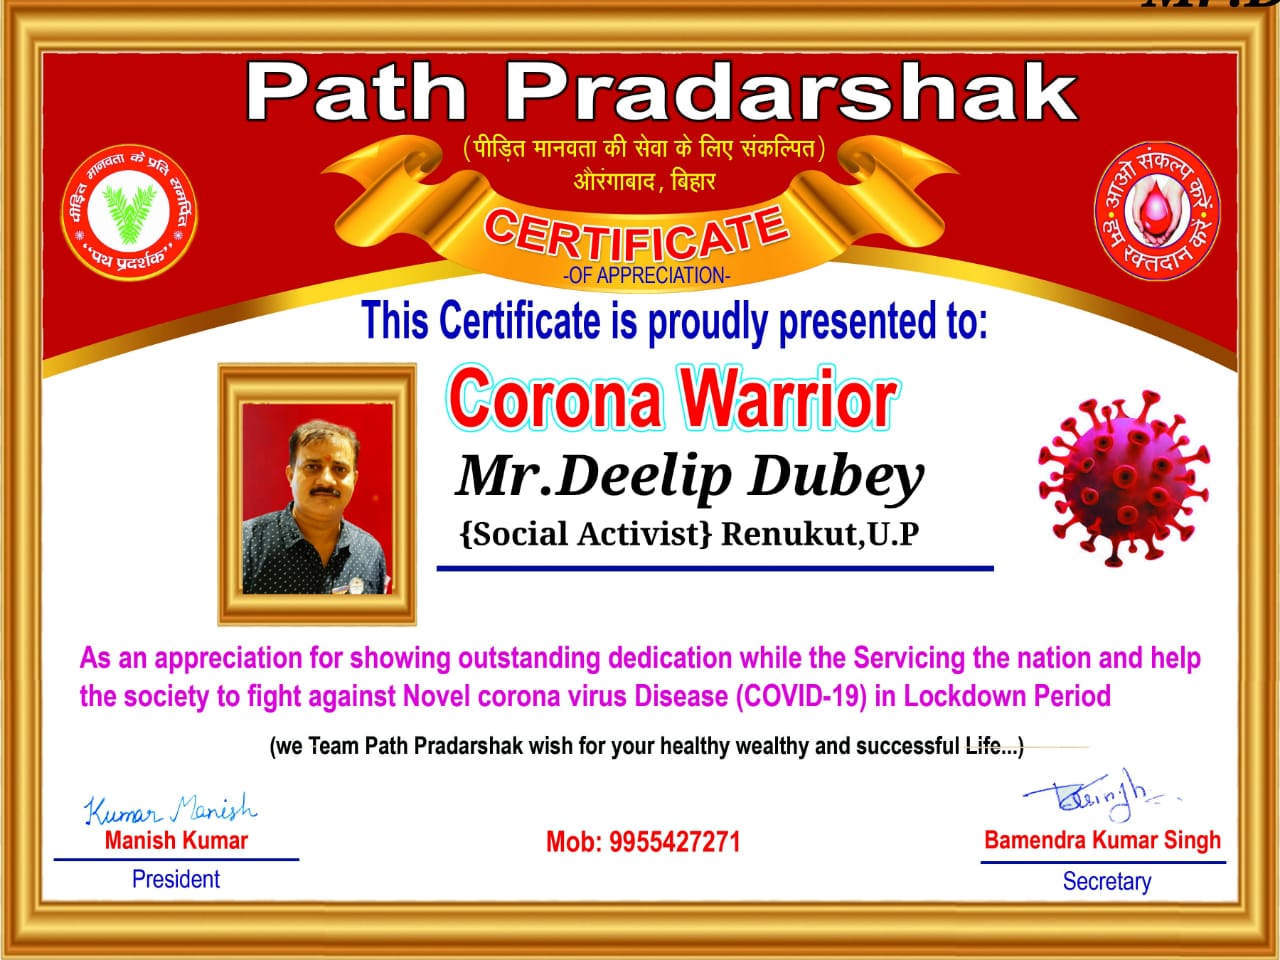 Path Pradarshak
(पीड़ित मानवता की सेवा के लिए संकल्पित)
औरंगाबाद, बिहार
पीड़ित मानवता के प्रति समर्पित
"पथ प्रदर्शक"
आओ संकल्प करें
हम रक्तदान करें
CERTIFICATE
-OF APPRECIATION-
This Certificate is proudly presented to:
Corona Warrior
Mr.Deelip Dubey
{Social Activist} Renukut,U.P
As an appreciation for showing outstanding dedication while the Servicing the nation and help
the society to fight against Novel corona virus Disease (COVID-19) in Lockdown Period
(we Team Path Pradarshak wish for your healthy wealthy and successful Life...)
Kumar Manish
Manish Kumar
President
Mob: 9955427271
Bamendra Kumar Singh
Secretary